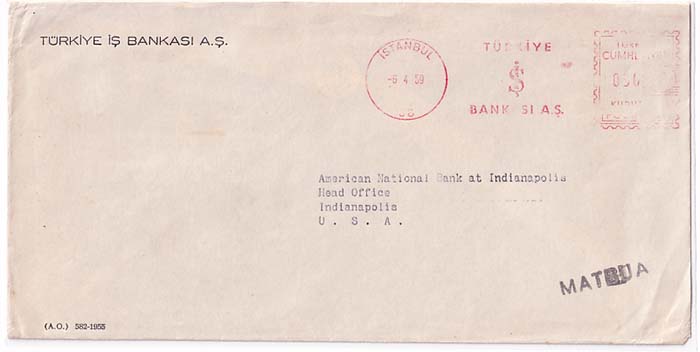 TÜRKİYE İŞ BANKASI A.Ş.
İSTANBUL
-6 4 59
TÜRKİYE
İŞ
BANKASI A.Ş.
American National Bank at Indianapolis
Head Office
Indianapolis
U. S. A.
MATBUA
(A.O.) 582-1955